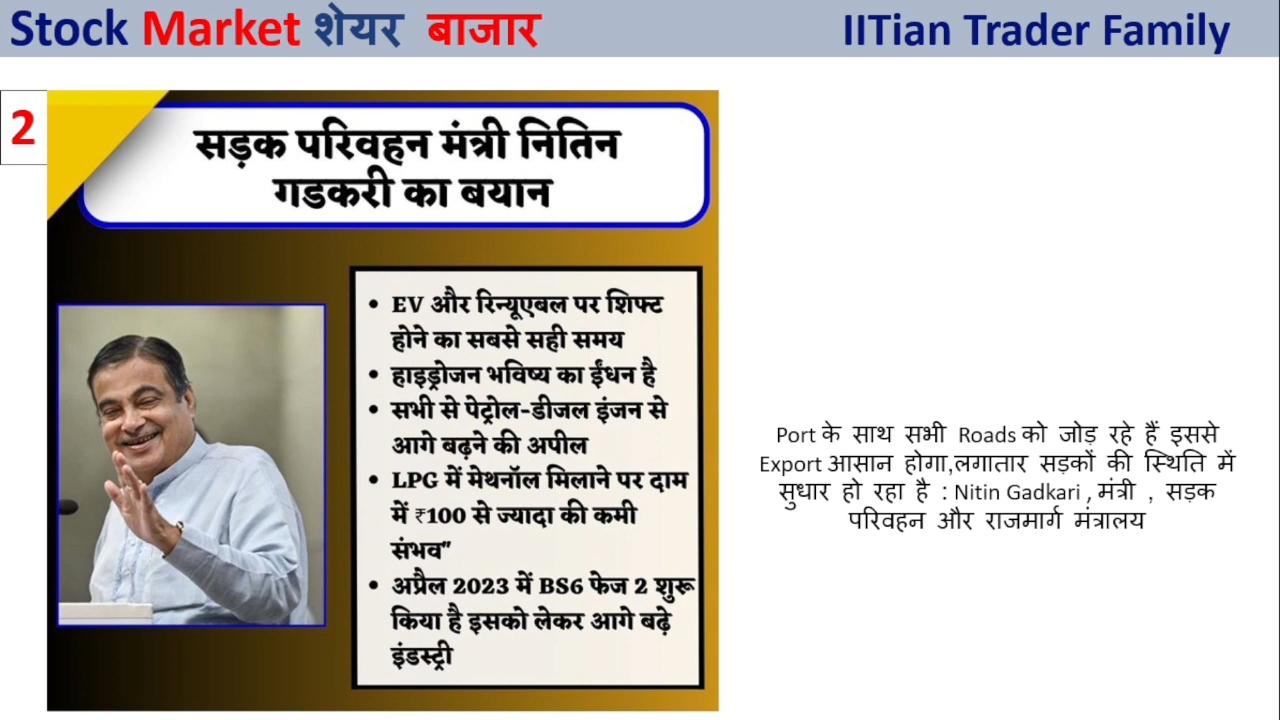 Stock Market शेयर बाजार
IITian Trader Family
2
सड़क परिवहन मंत्री नितिन
गडकरी का बयान
• EV और रिन्यूएबल पर शिफ्ट
होने का सबसे सही समय
• हाइड्रोजन भविष्य का ईंधन है
• सभी से पेट्रोल-डीजल इंजन से
आगे बढ़ने की अपील
• LPG में मेथनॉल मिलाने पर दाम
में ₹100 से ज्यादा की कमी
संभव"
• अप्रैल 2023 में BS6 फेज 2 शुरू
किया है इसको लेकर आगे बढ़े
इंडस्ट्री
Port के साथ सभी Roads को जोड़ रहे हैं इससे
Export आसान होगा,लगातार सड़कों की स्थिति में
सुधार हो रहा है : Nitin Gadkari , मंत्री , सड़क
परिवहन और राजमार्ग मंत्रालय